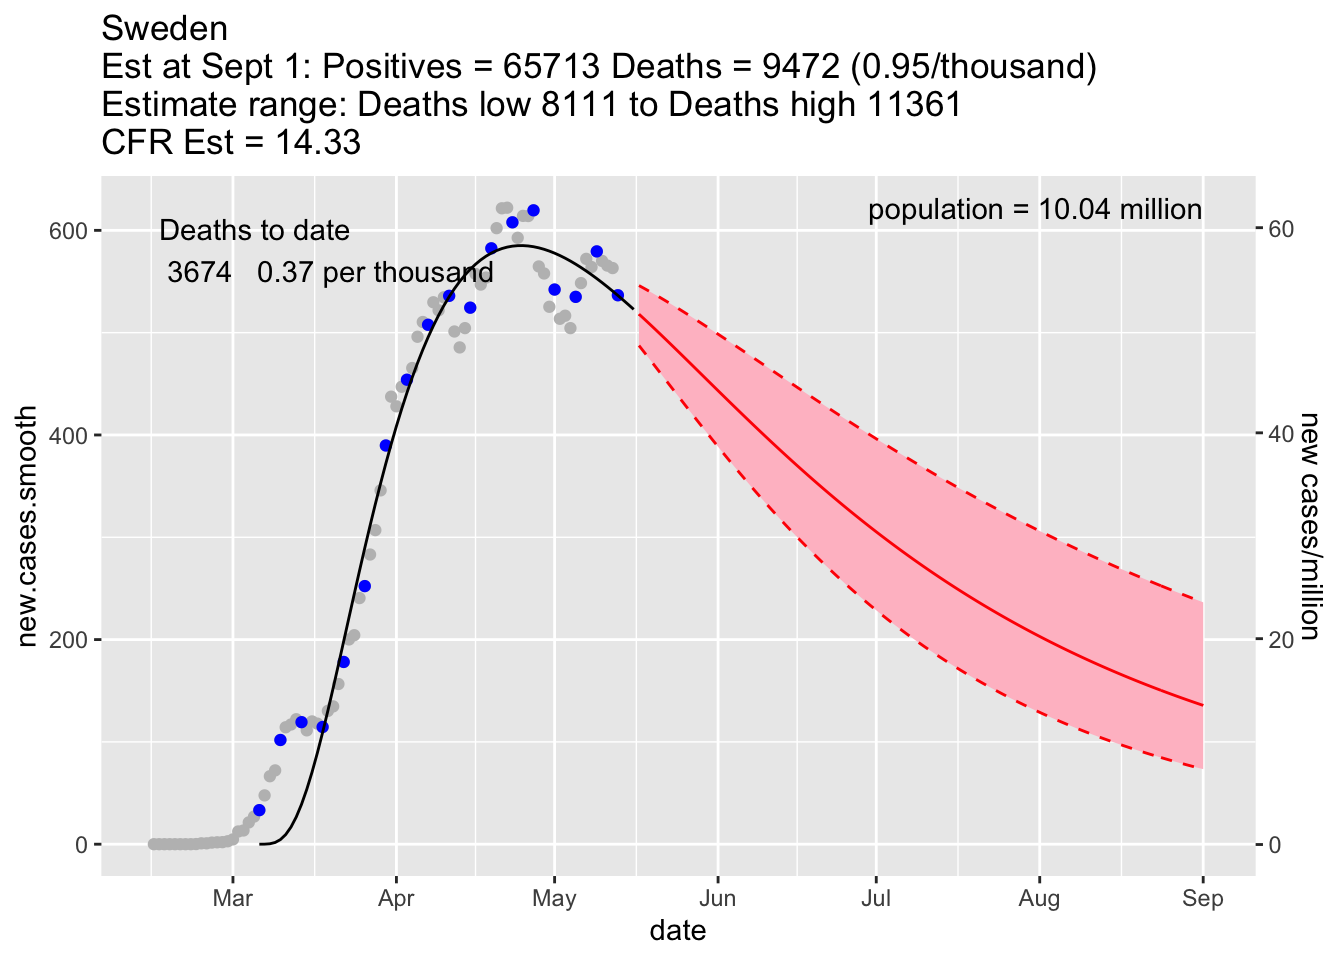 Sweden
Est at Sept 1: Positives = 65713 Deaths = 9472 (0.95/thousand)
Estimate range: Deaths low 8111 to Deaths high 11361
CFR Est = 14.33
population = 10.04 million
Deaths to date
3674 0.37 per thousand
600
400
200
0
new.cases.smooth
60
40
20
0
new cases/million
Mar Apr May Jun Jul Aug Sep
date